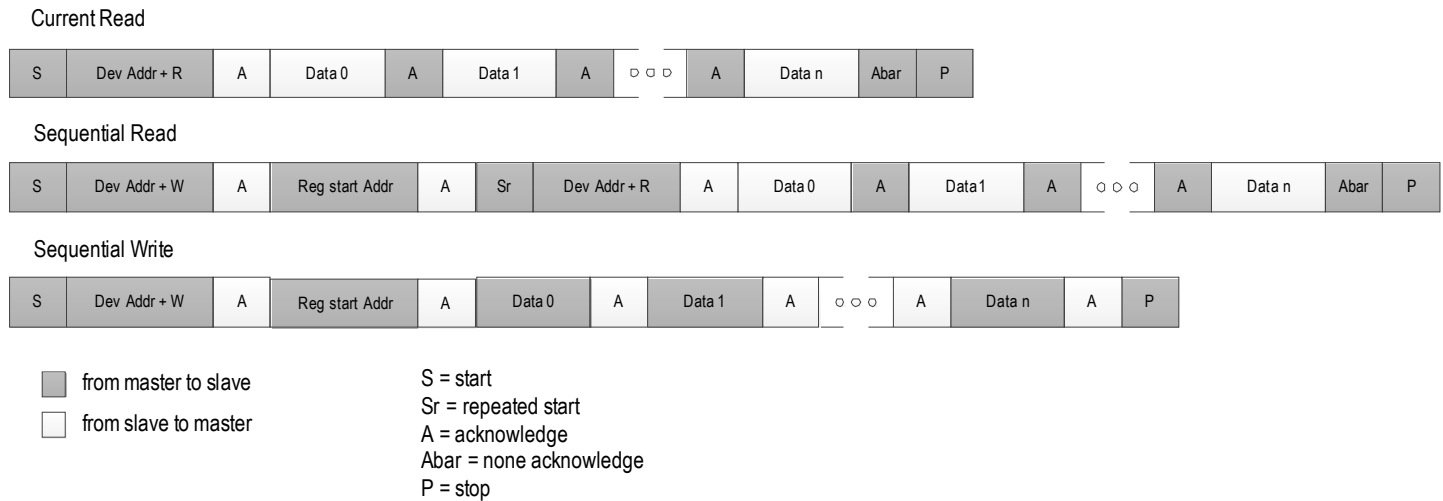 Current Read
S Dev Addr + R A Data 0 A Data 1 A A Data n Abar P
Sequential Read
S Dev Addr + W A Reg start Addr A Sr Dev Addr + R A Data 0 A Data1 A A Data n Abar P
Sequential Write
S Dev Addr + W A Reg start Addr A Data 0 A Data 1 A A Data n A P
from master to slave
from slave to master
S = start
Sr = repeated start
A = acknowledge
Abar = none acknowledge
P = stop